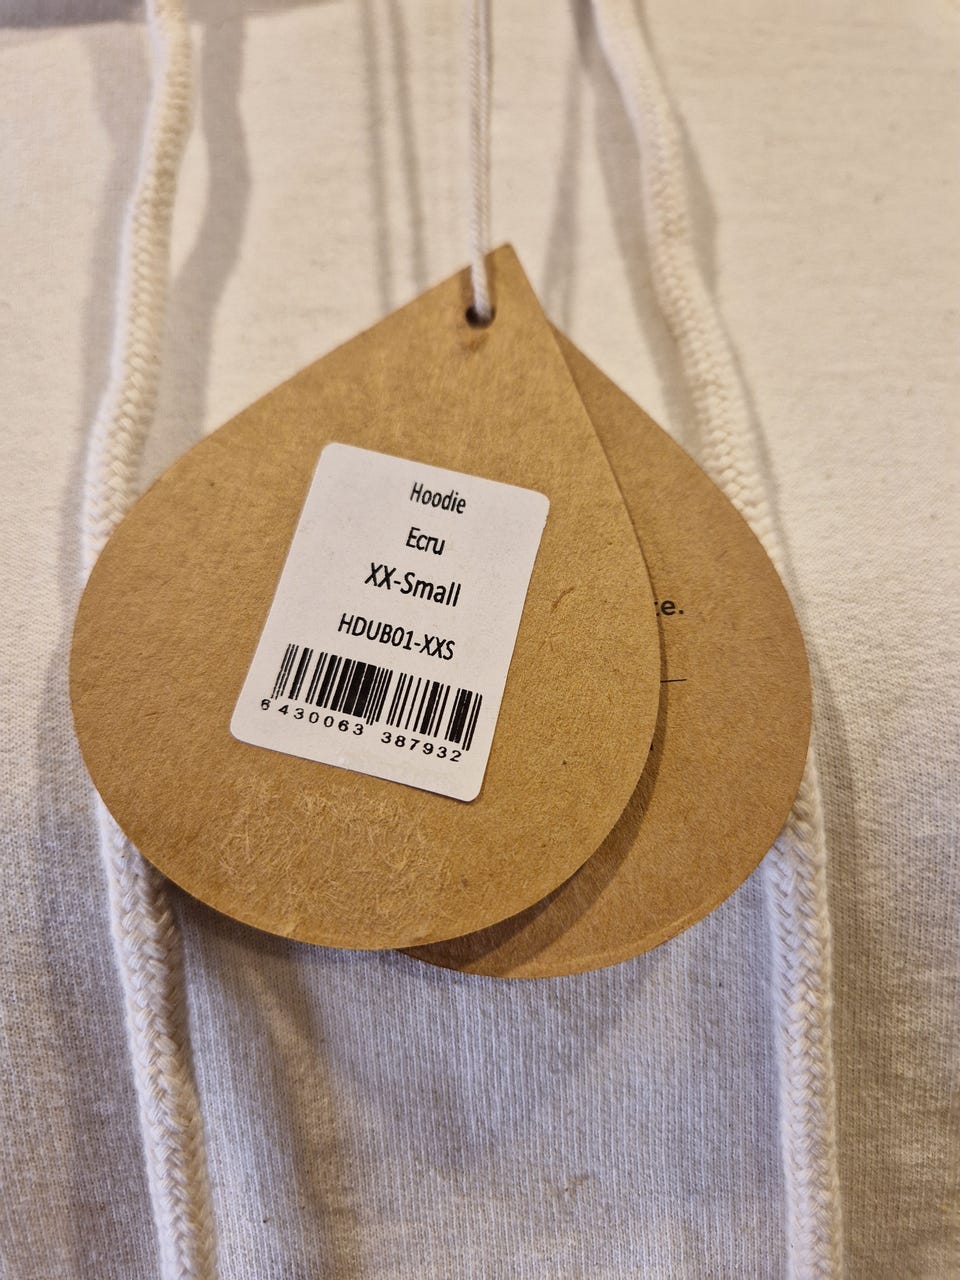 Hoodie
Ecru
XX-Small
HDUB01-XXS
6 430063 387932